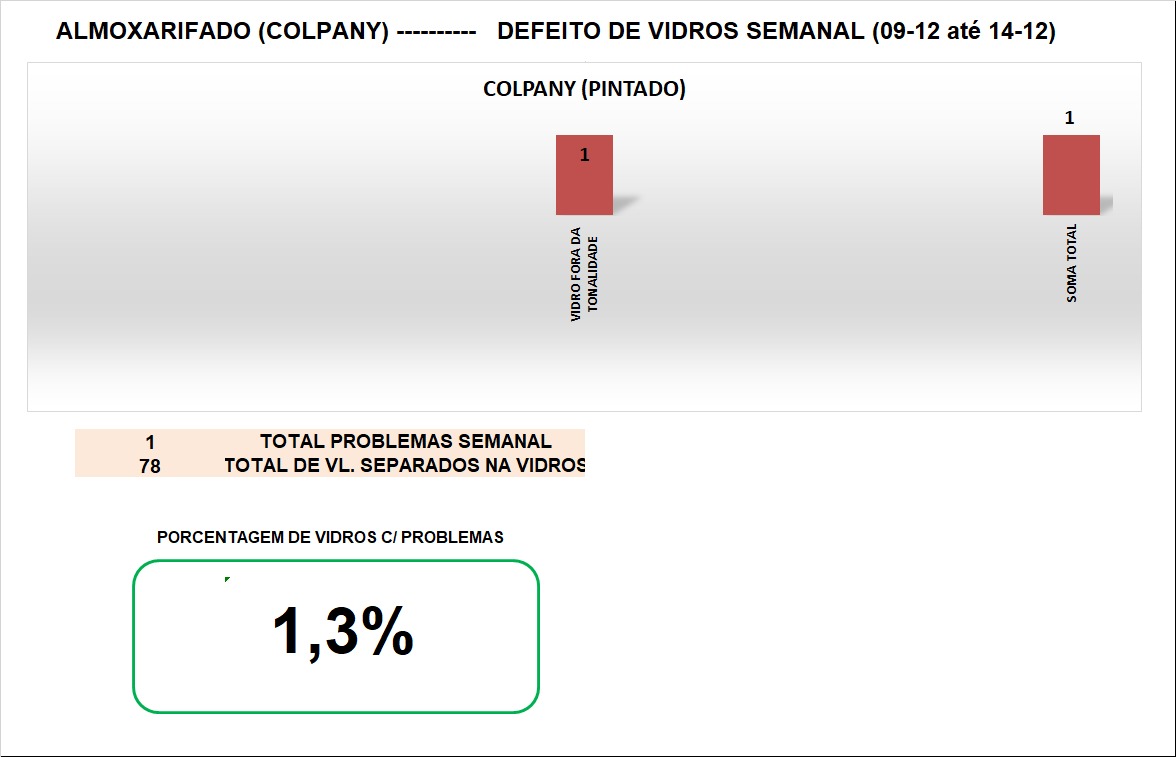 ALMOXARIFADO (COLPANY) ---------- DEFEITO DE VIDROS SEMANAL (09-12 até 14-12)
COLPANY (PINTADO)
1
1
VIDRO FORA DA
TONALIDADE
SOMA TOTAL
1 TOTAL PROBLEMAS SEMANAL
78 TOTAL DE VL. SEPARADOS NA VIDROS
PORCENTAGEM DE VIDROS C/ PROBLEMAS
1,3%